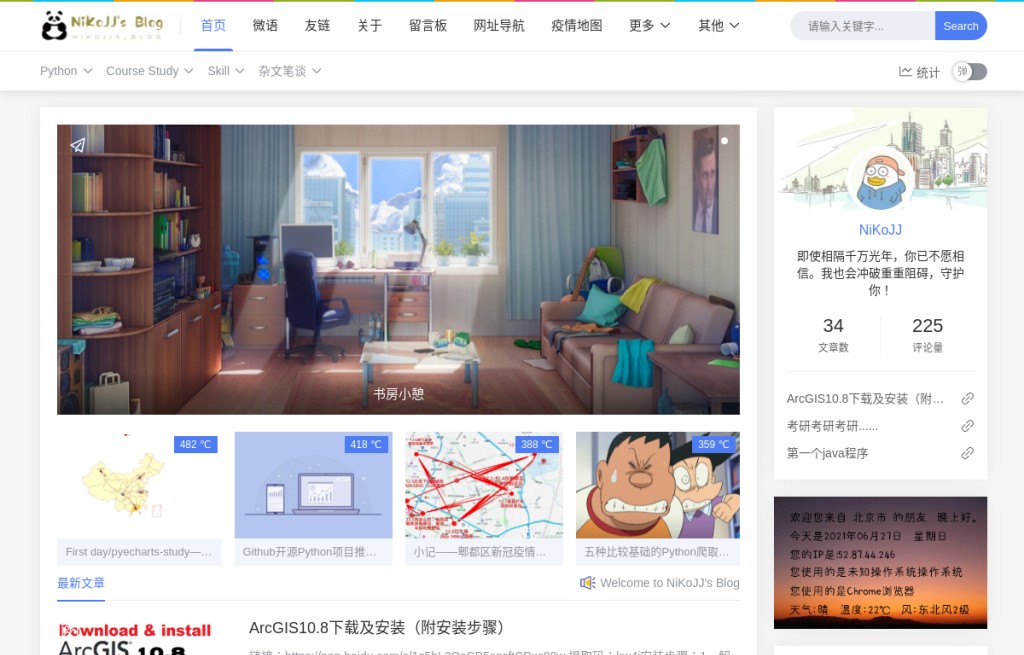 NiKoJJ's Blog
NIKOJJS_BLOG
首页 微语 友链 关于 留言板 网址导航 疫情地图 更多 其他
请输入关键字... Search
Python Course Study Skill 杂文笔谈
统计 弹
书房小憩
482 ℃
418 ℃
388 ℃
359 ℃
First day/pyecharts-study—...
Github开源Python项目推...
小记——郫都区新冠疫情...
五种比较基础的Python爬取...
最新文章
Welcome to NiKoJJ's Blog
Download & install
ArcGIS 10.8
ArcGIS10.8下载及安装（附安装步骤）
NiKoJJ
即使相隔千万光年，你已不愿相
信。我也会冲破重重阻碍，守护
你！
34 225
文章数 评论量
ArcGIS10.8下载及安装（附...
考研考研考研......
第一个java程序
欢迎您来自 北京市 的朋友 晚上好。
今天是2021年06月27日 星期日
您的IP是:52.87.44.246
您使用的是未知操作系统操作系统
您使用的是Chrome浏览器
天气:晴 温度:22℃ 风:东北风2级